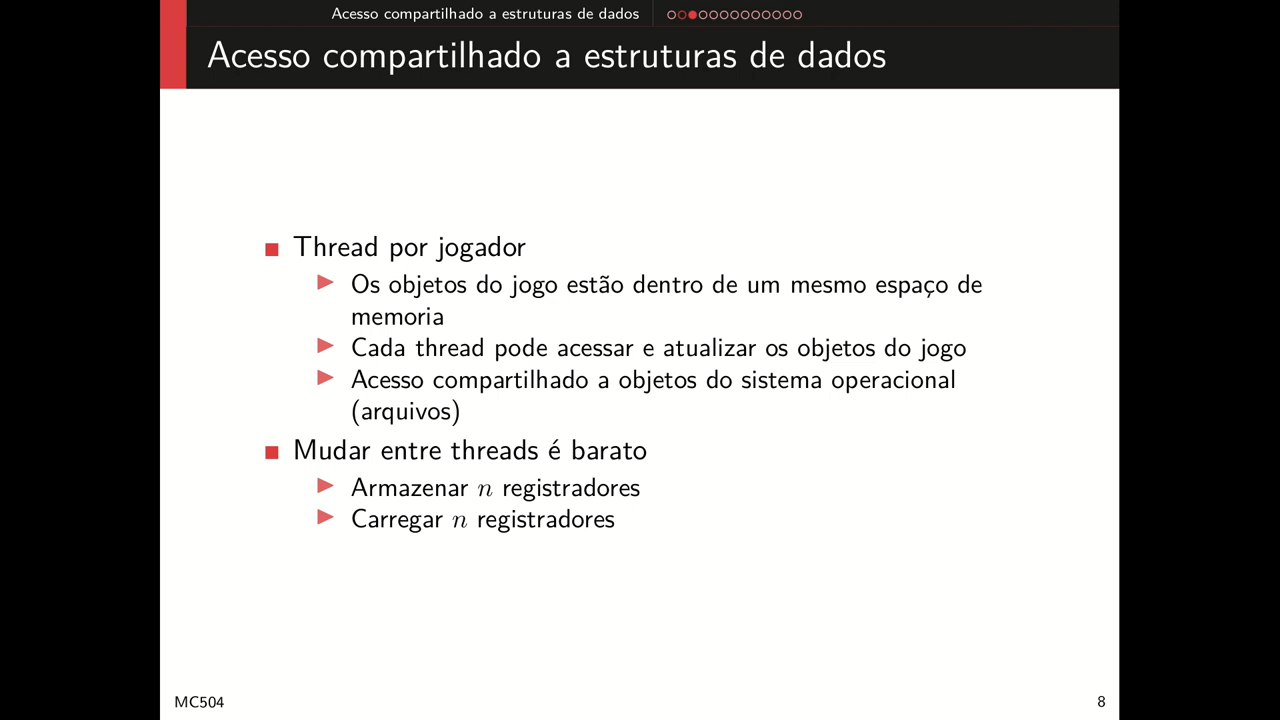 Acesso compartilhado a estruturas de dados
Acesso compartilhado a estruturas de dados
Thread por jogador
Os objetos do jogo estão dentro de um mesmo espaço de
memoria
Cada thread pode acessar e atualizar os objetos do jogo
Acesso compartilhado a objetos do sistema operacional
(arquivos)
Mudar entre threads é barato
Armazenar n registradores
Carregar n registradores
MC504
8